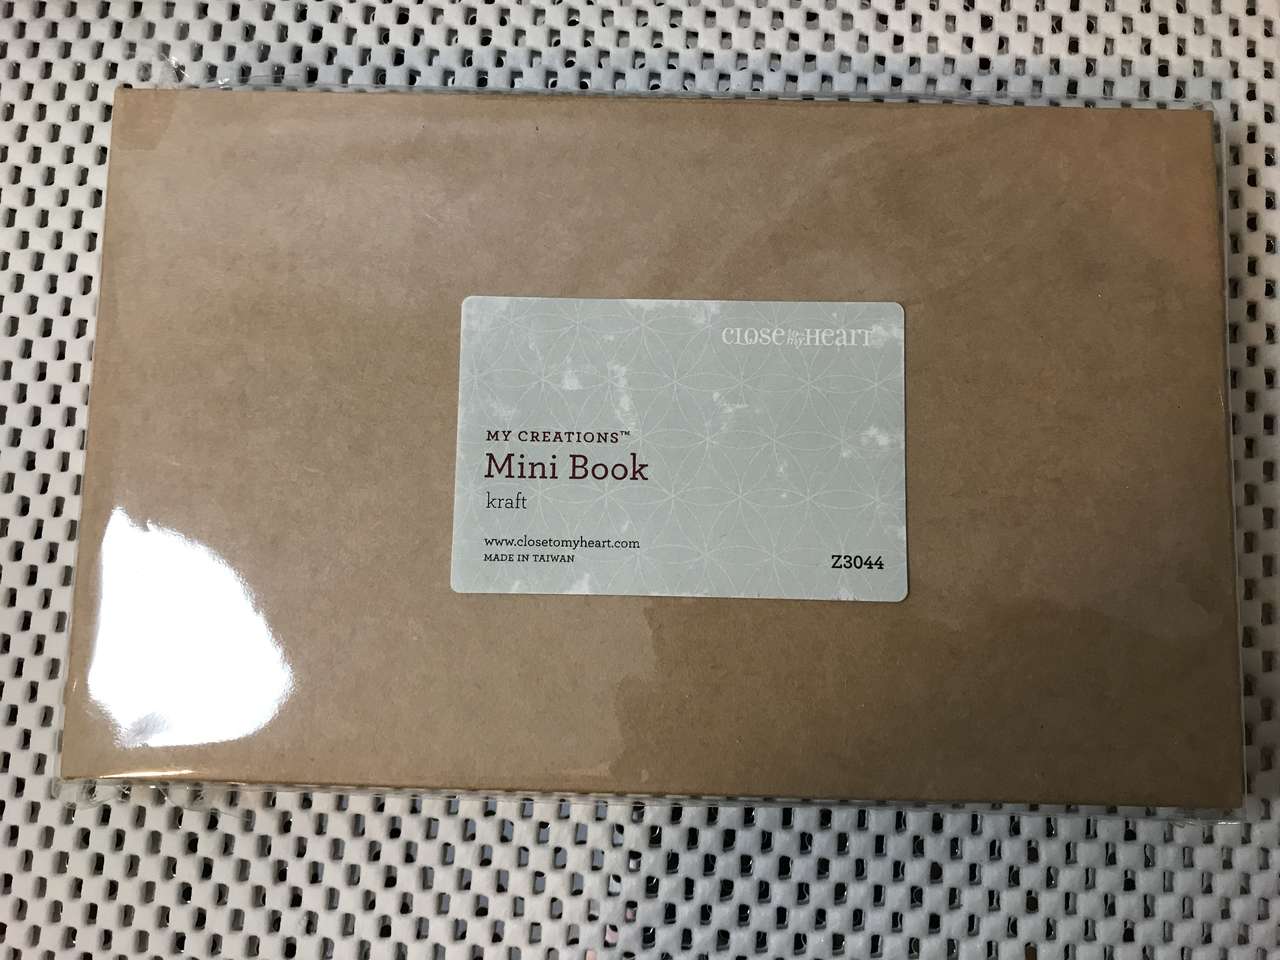 CLOSE to my HEART
MY CREATIONS™
Mini Book
kraft
www.closetomyheart.com
MADE IN TAIWAN
Z3044